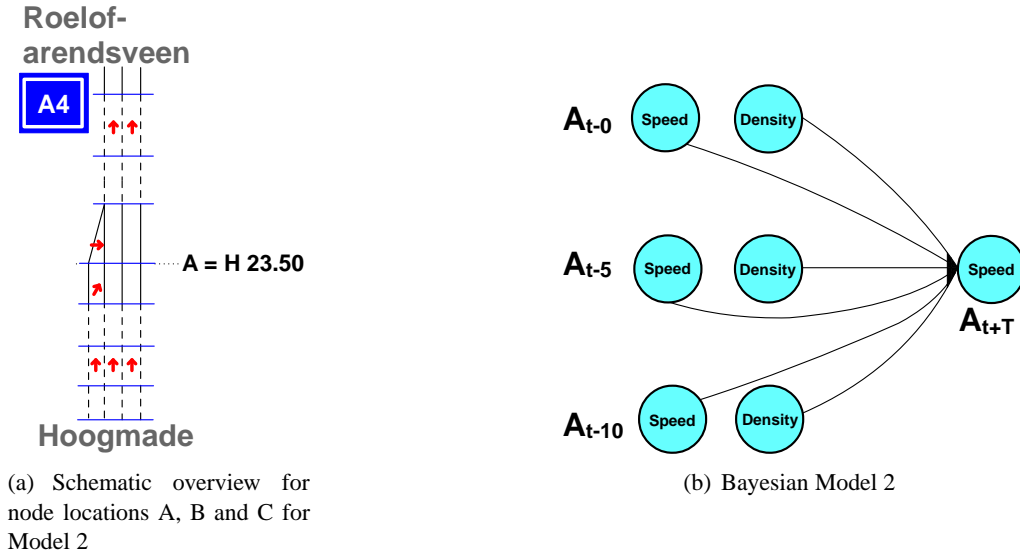 Roelof-
arendsveen
A4
A = H 23.50
Hoogmade
(a) Schematic overview for
node locations A, B and C for
Model 2
At-0
Speed
Density
At-5
Speed
Density
Speed
At+T
At-10
Speed
Density
(b) Bayesian Model 2